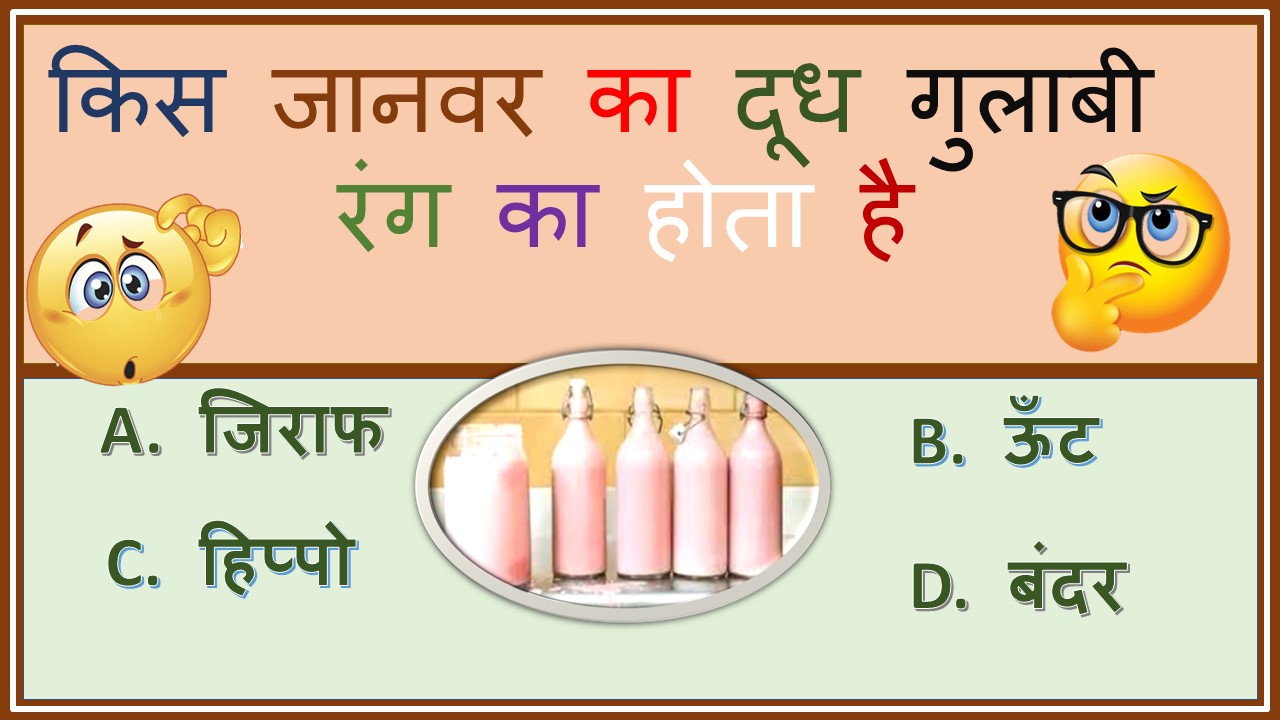 किस जानवर का दूध गुलाबी
रंग का होता है
A. जिराफ
B. ऊँट
C. हिप्पो
D. बंदर